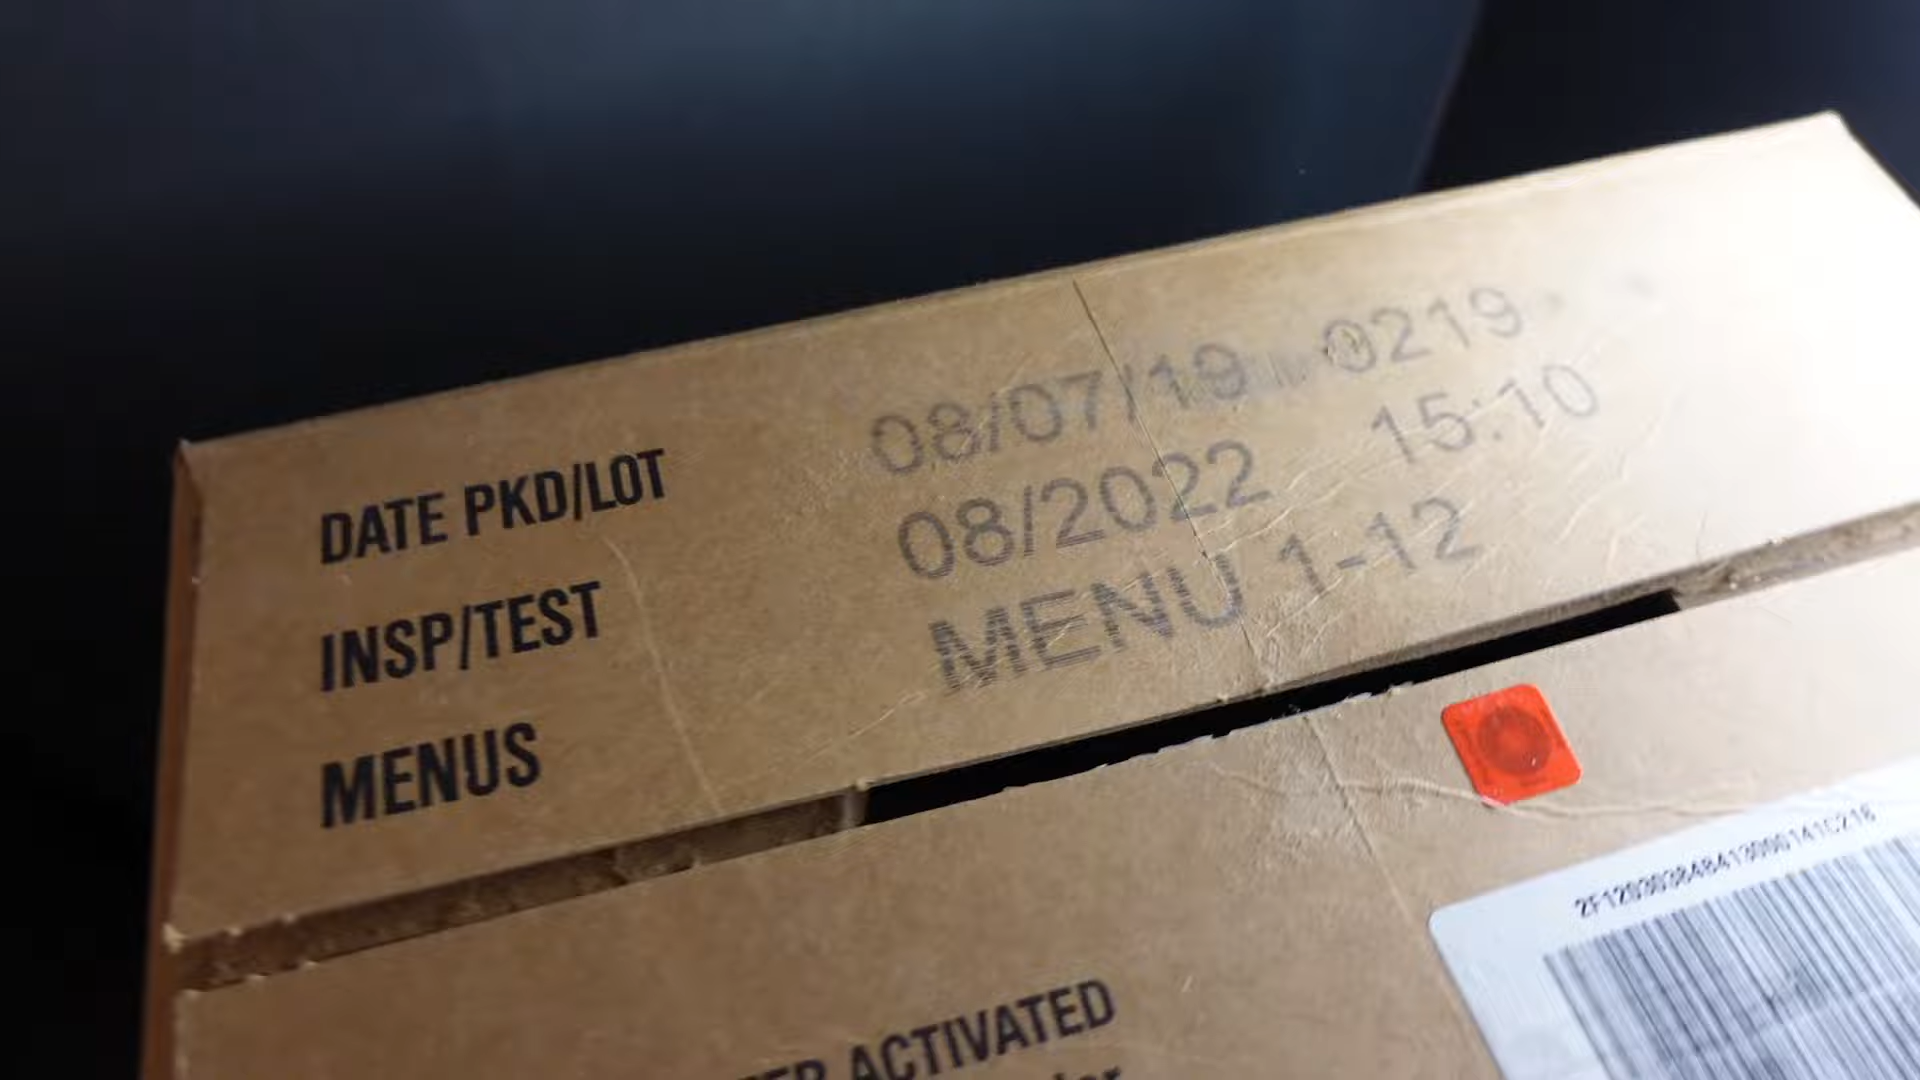 DATE PKD/LOT 08/07/19 0219
INSP/TEST 08/2022 15:10
MENUS MENU 1-12
ACTIVATED